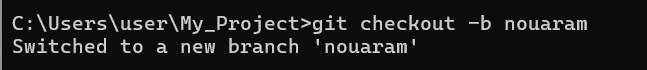 C:\Users\user\My_Project>git checkout -b nouaram
Switched to a new branch 'nouaram'